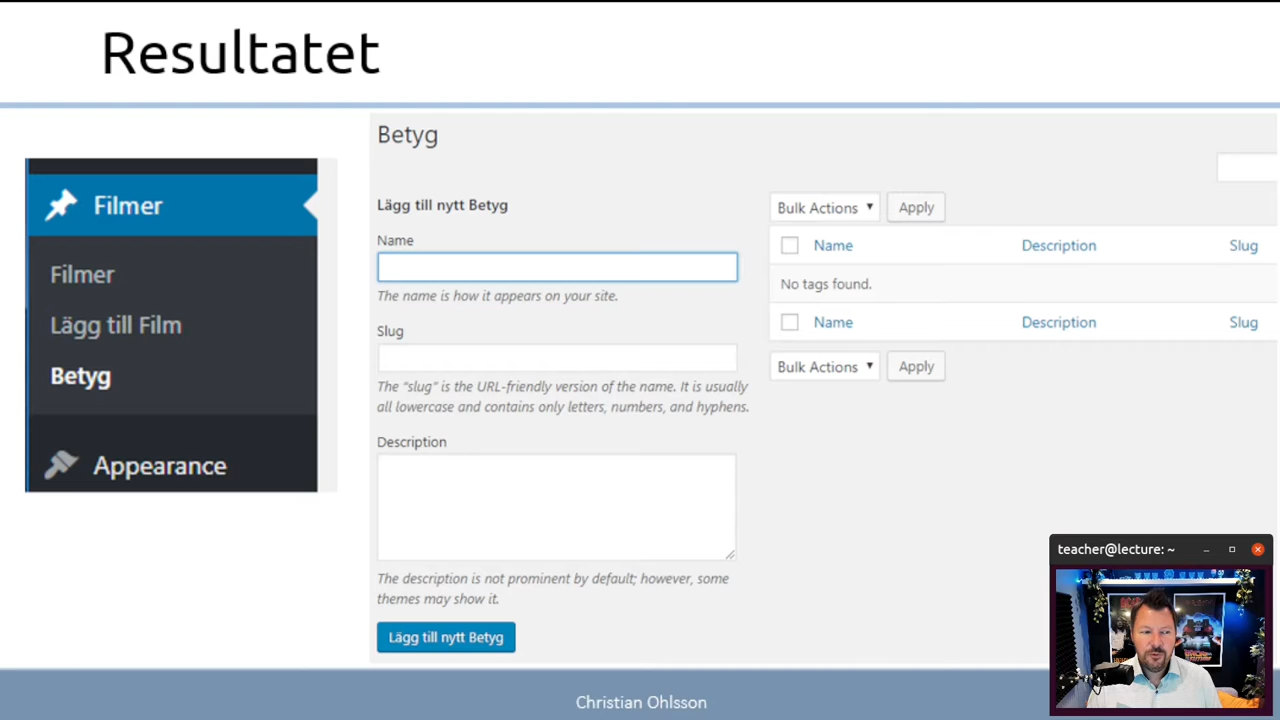 Resultatet
Filmer
Filmer
Lägg till Film
Betyg
Appearance
Betyg
Lägg till nytt Betyg
Name
The name is how it appears on your site.
Slug
The "slug" is the URL-friendly version of the name. It is usually
all lowercase and contains only letters, numbers, and hyphens.
Description
The description is not prominent by default; however, some
themes may show it.
Lägg till nytt Betyg
Bulk Actions Apply
Name Description Slug
No tags found.
Name Description Slug
Bulk Actions Apply
teacher@lecture: ~
Christian Ohlsson